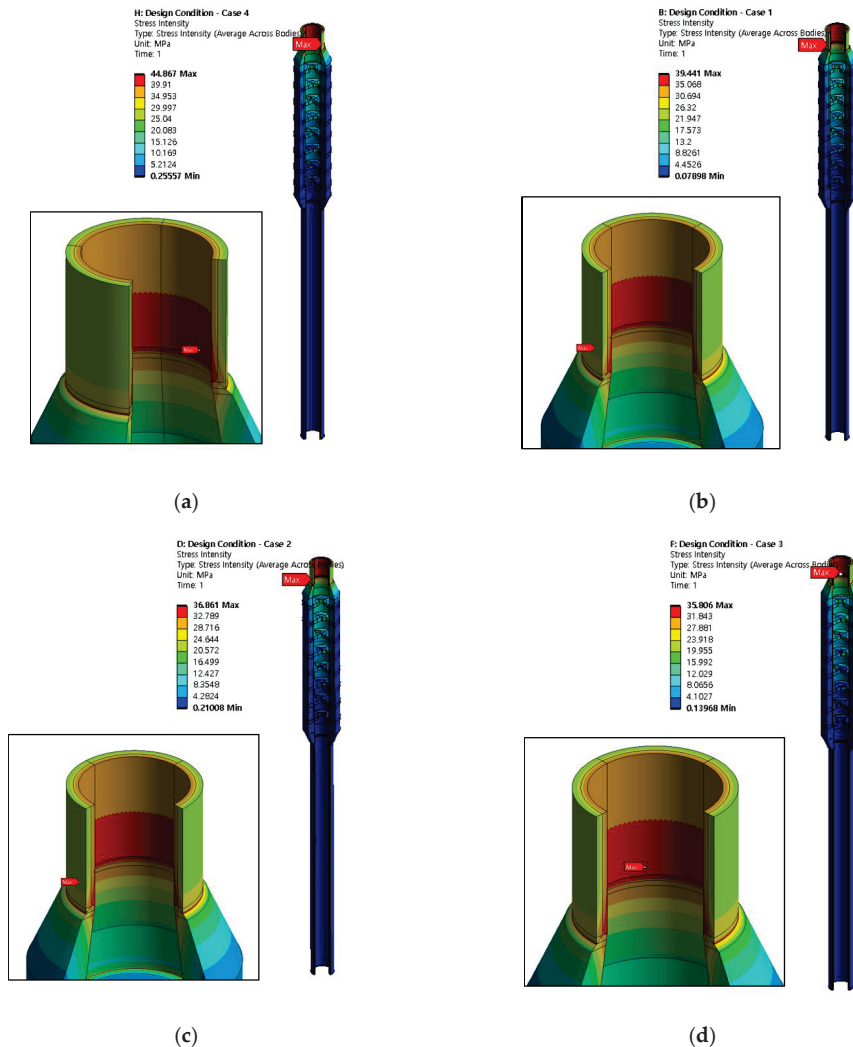 H: Design Condition - Case 4
Stress Intensity
Type: Stress Intensity (Average Across Bodies)
Unit: MPa
Time: 1
Max
44.867 Max
39.91
34.953
29.997
25.04
20.083
15.126
10.169
5.2124
0.25557 Min
Max
(a)
B: Design Condition - Case 1
Stress Intensity
Type: Stress Intensity (Average Across Bodies)
Unit: MPa
Time: 1
Max
39.441 Max
35.068
30.694
26.32
21.947
17.573
13.2
8.8261
4.4526
0.07898 Min
Max
(b)
D: Design Condition - Case 2
Stress Intensity
Type: Stress Intensity (Average Across Bodies)
Unit: MPa
Time: 1
Max
36.861 Max
32.789
28.716
24.644
20.572
16.499
12.427
8.3548
4.2824
0.21008 Min
Max
(c)
F: Design Condition - Case 3
Stress Intensity
Type: Stress Intensity (Average Across Bodies)
Unit: MPa
Time: 1
Max
35.806 Max
31.843
27.881
23.918
19.955
15.992
12.029
8.0656
4.1027
0.13968 Min
Max
(d)